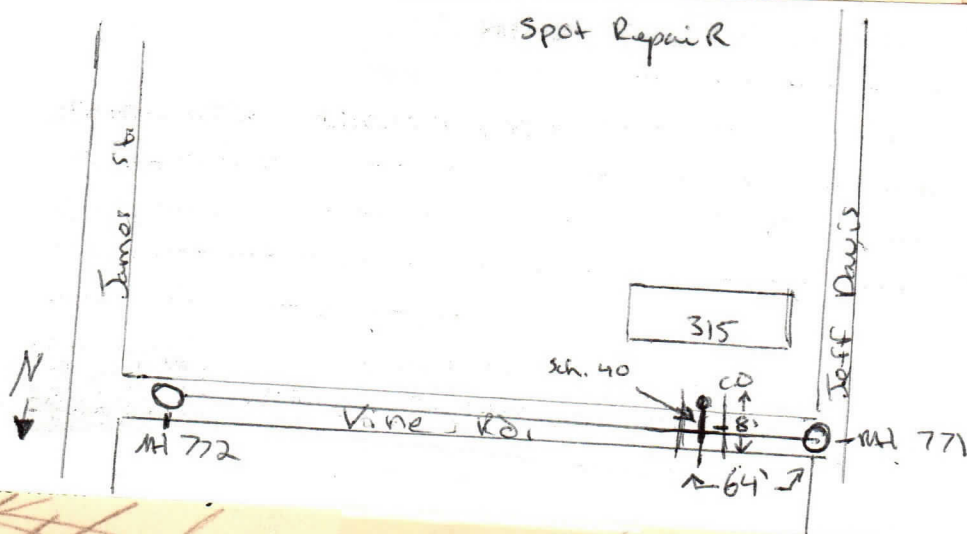 Spot RepaiR
James St.
Jeff Davis
315
Sch. 40
CO
8'
N
Vine Rd.
MH 772
MH 771
64'